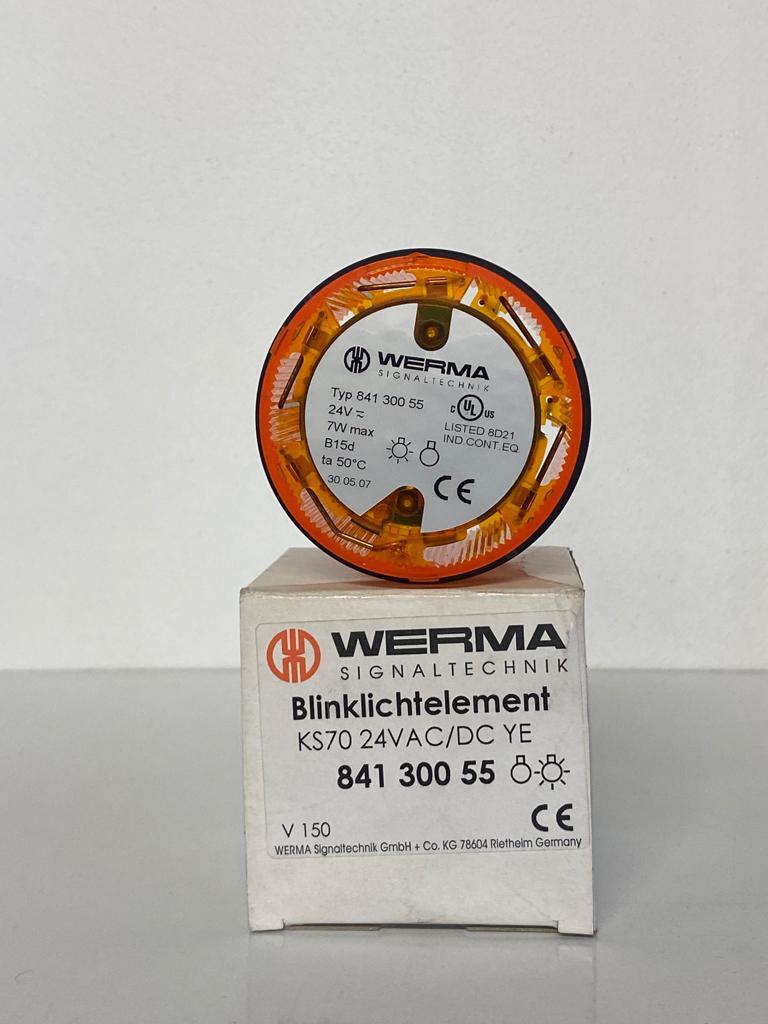 WERMA
SIGNALTECHNIK
Typ 841 300 55
24V ⎓
7W max
B15d
ta 50°C
30.05.07
C UL US
LISTED 8D21
IND.CONT.EQ.
CE
WERMA
SIGNALTECHNIK
Blinklichtelement
KS70 24VAC/DC YE
841 300 55
CE
V 150
WERMA Signaltechnik GmbH + Co. KG 78604 Rietheim Germany